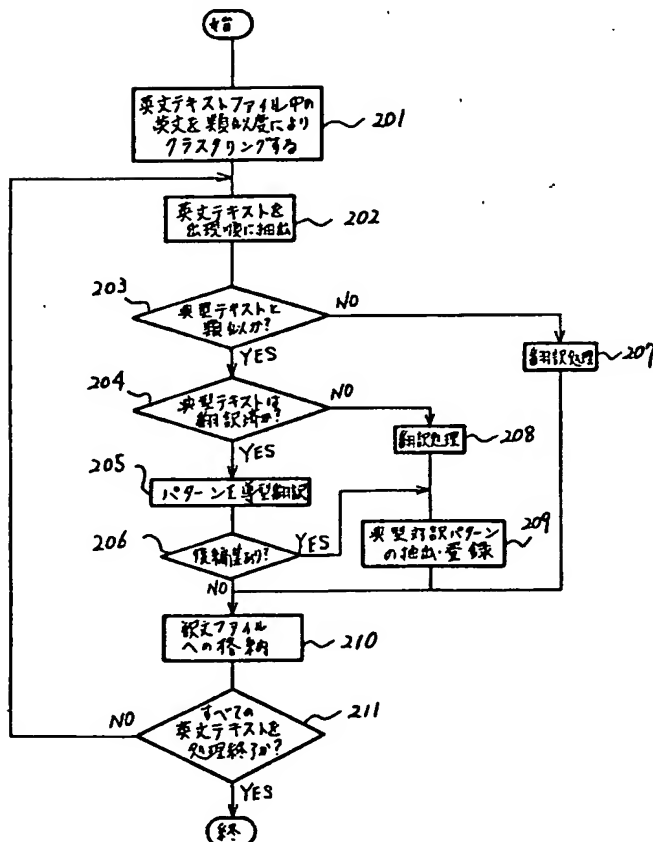 始
英文テキストファイル中の
英文を類似度により
クラスタリングする
201
英文テキストを
出現順に抽出
202
203
典型テキストと
類似か?
NO
YES
翻訳処理
207
204
典型テキストは
翻訳済か?
NO
YES
翻訳処理
208
205
パターン主導型翻訳
206
後編集あり?
YES
NO
典型対訳パターン
の抽出・登録
209
訳文ファイル
への格納
210
すべての
英文テキストを
処理終了か?
211
NO
YES
終